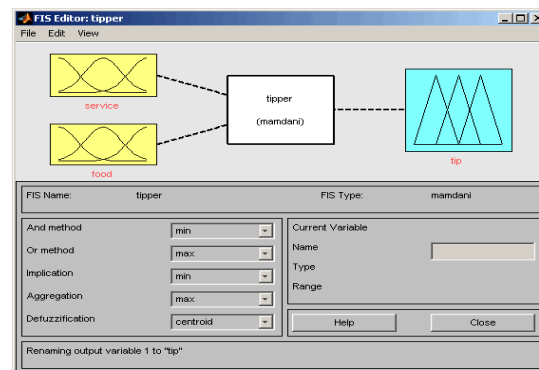 FIS Editor: tipper
File Edit View
service
food
tipper
(mamdani)
tip
FIS Name: tipper FIS Type: mamdani
And method min
Or method max
Implication min
Aggregation max
Defuzzification centroid
Current Variable
Name
Type
Range
Help Close
Renaming output variable 1 to "tip"